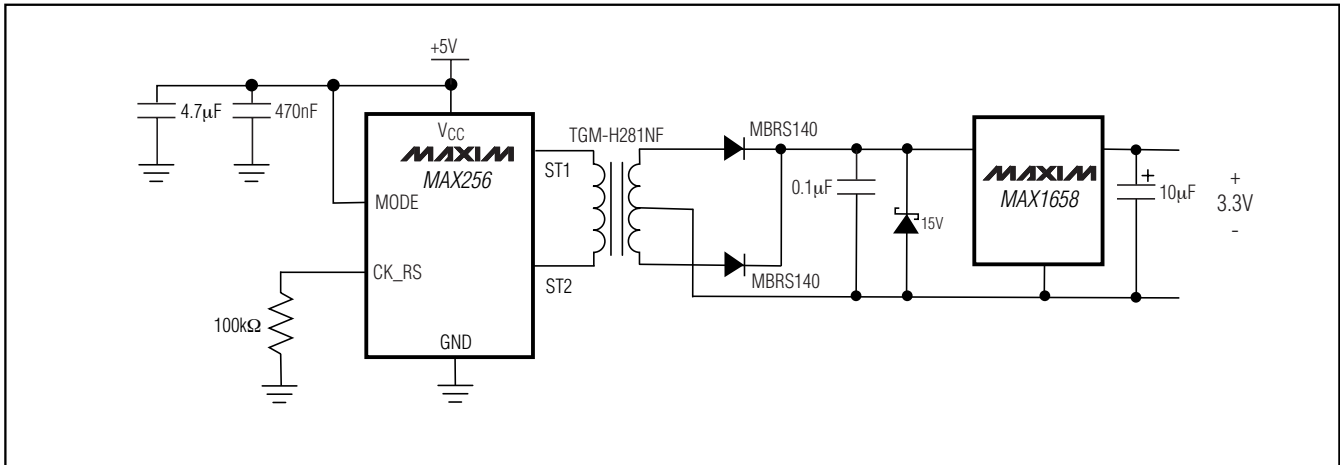 +5V
4.7μF
470nF
VCC
MAXIM
MAX256
MODE
CK_RS
GND
100kΩ
ST1
ST2
TGM-H281NF
MBRS140
MBRS140
0.1μF
15V
MAXIM
MAX1658
+
10μF
+
3.3V
-